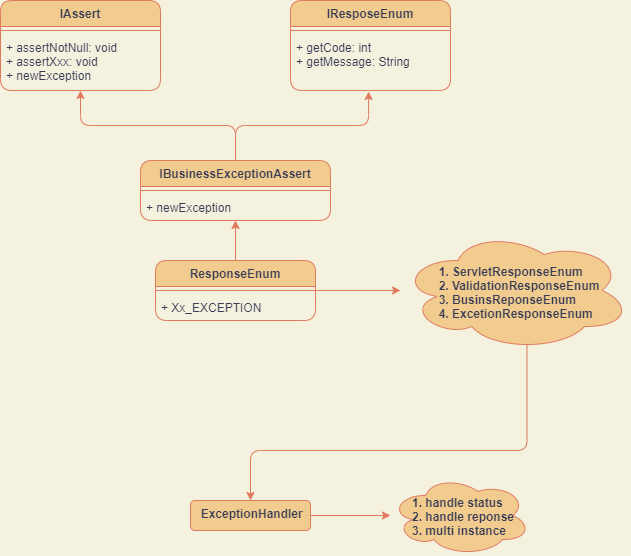 IAssert
+ assertNotNull: void
+ assertXxx: void
+ newException
IResposeEnum
+ getCode: int
+ getMessage: String
IBusinessExceptionAssert
+ newException
ResponseEnum
+ Xx_EXCEPTION
1. ServletResponseEnum
2. ValidationResponseEnum
3. BusinsReponseEnum
4. ExcetionResponseEnum
ExceptionHandler
1. handle status
2. handle reponse
3. multi instance